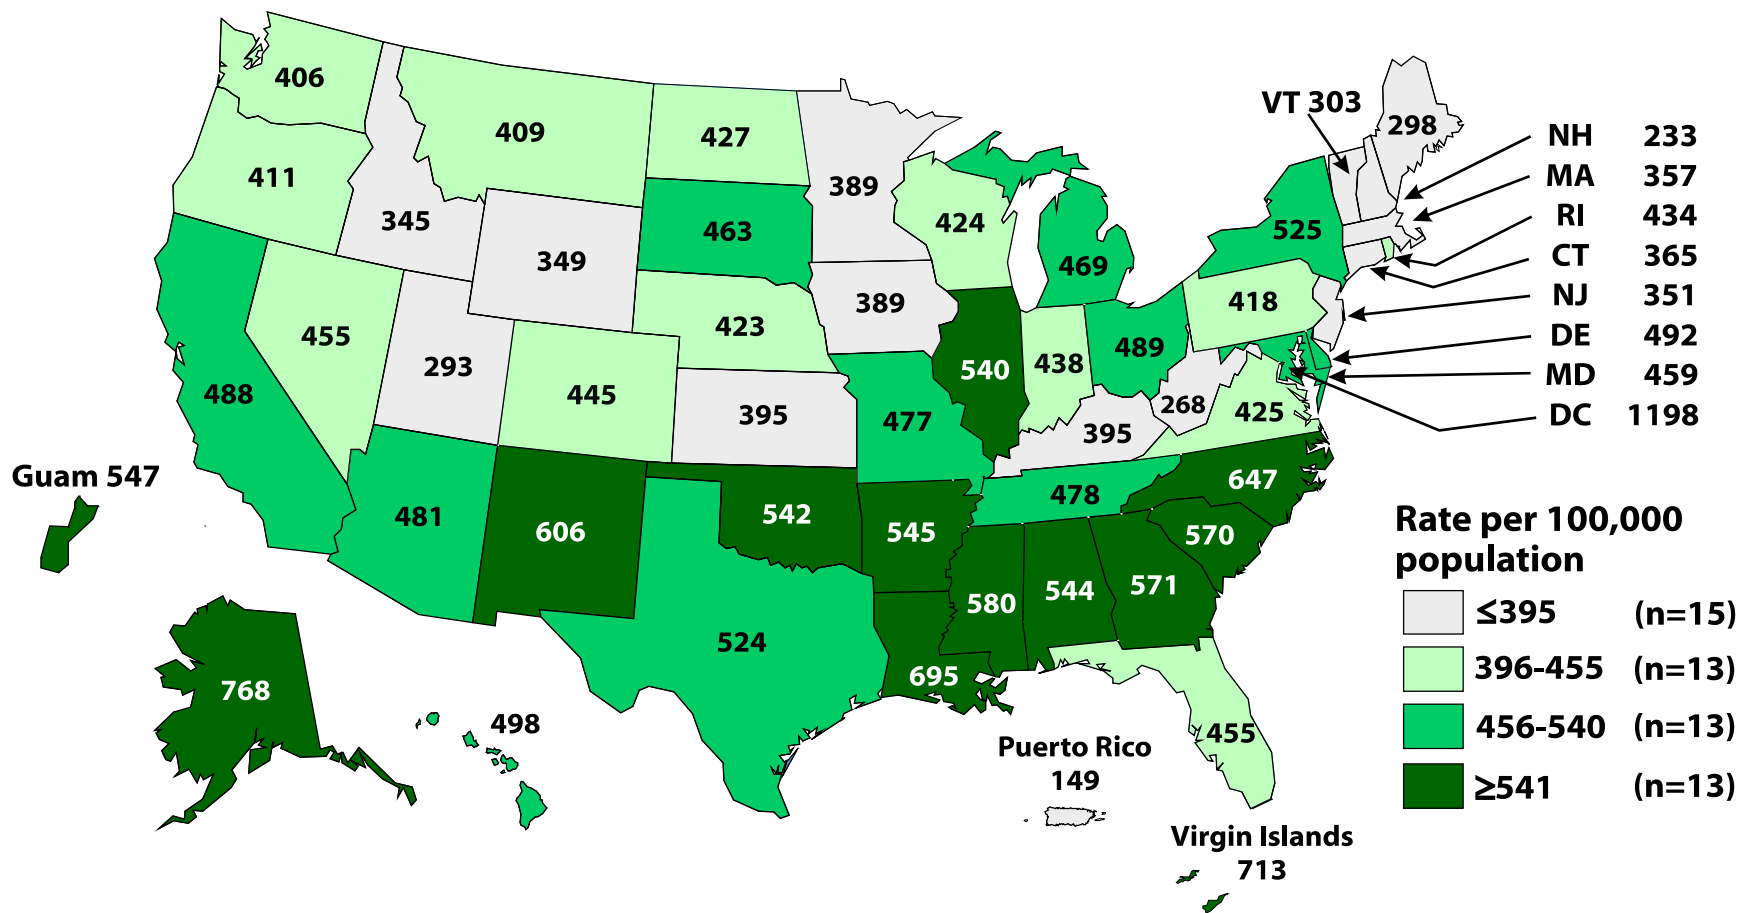 406
409
427
389
VT 303
298
NH 233
MA 357
RI 434
CT 365
NJ 351
DE 492
MD 459
DC 1198
411
345
349
463
424
469
525
455
293
445
423
389
540
438
489
418
488
395
477
395
268
425
Guam 547
481
606
542
545
478
647
570
580
544
571
524
695
768
498
455
Puerto Rico
149
Virgin Islands
713
Rate per 100,000
population
≤395 (n=15)
396-455 (n=13)
456-540 (n=13)
≥541 (n=13)